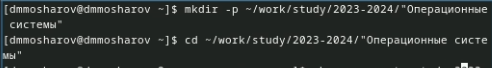 [dmmosharov@dmmosharov ~]$ mkdir -p ~/work/study/2023-2024/"Операционные
системы"
[dmmosharov@dmmosharov ~]$ cd ~/work/study/2023-2024/"Операционные систе
мы"